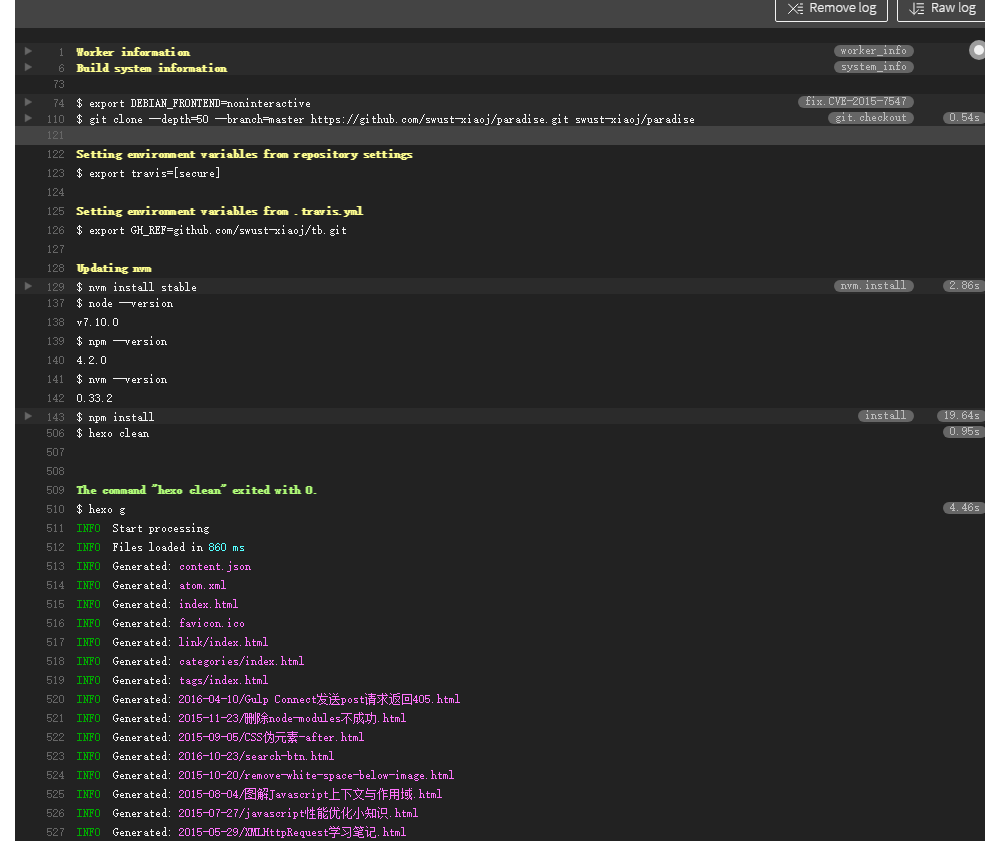 Remove log Raw log
1 Worker information worker_info
6 Build system information system_info
73
74 $ export DEBIAN_FRONTEND=noninteractive fix.CVE-2015-7547
110 $ git clone --depth=50 --branch=master https://github.com/swust-xiaoj/paradise.git swust-xiaoj/paradise git.checkout 0.54s
121
122 Setting environment variables from repository settings
123 $ export travis=[secure]
124
125 Setting environment variables from .travis.yml
126 $ export GH_REF=github.com/swust-xiaoj/tb.git
127
128 Updating nvm
129 $ nvm install stable nvm.install 2.86s
137 $ node --version
138 v7.10.0
139 $ npm --version
140 4.2.0
141 $ nvm --version
142 0.33.2
143 $ npm install install 19.64s
506 $ hexo clean 0.95s
507
508
509 The command "hexo clean" exited with 0.
510 $ hexo g 4.46s
511 INFO Start processing
512 INFO Files loaded in 860 ms
513 INFO Generated: content.json
514 INFO Generated: atom.xml
515 INFO Generated: index.html
516 INFO Generated: favicon.ico
517 INFO Generated: link/index.html
518 INFO Generated: categories/index.html
519 INFO Generated: tags/index.html
520 INFO Generated: 2016-04-10/Gulp Connect发送post请求返回405.html
521 INFO Generated: 2015-11-23/删除node-modules不成功.html
522 INFO Generated: 2015-09-05/CSS伪元素-after.html
523 INFO Generated: 2016-10-23/search-btn.html
524 INFO Generated: 2015-10-20/remove-white-space-below-image.html
525 INFO Generated: 2015-08-04/图解Javascript上下文与作用域.html
526 INFO Generated: 2015-07-27/javascript性能优化小知识.html
527 INFO Generated: 2015-05-29/XMLHttpRequest学习笔记.html